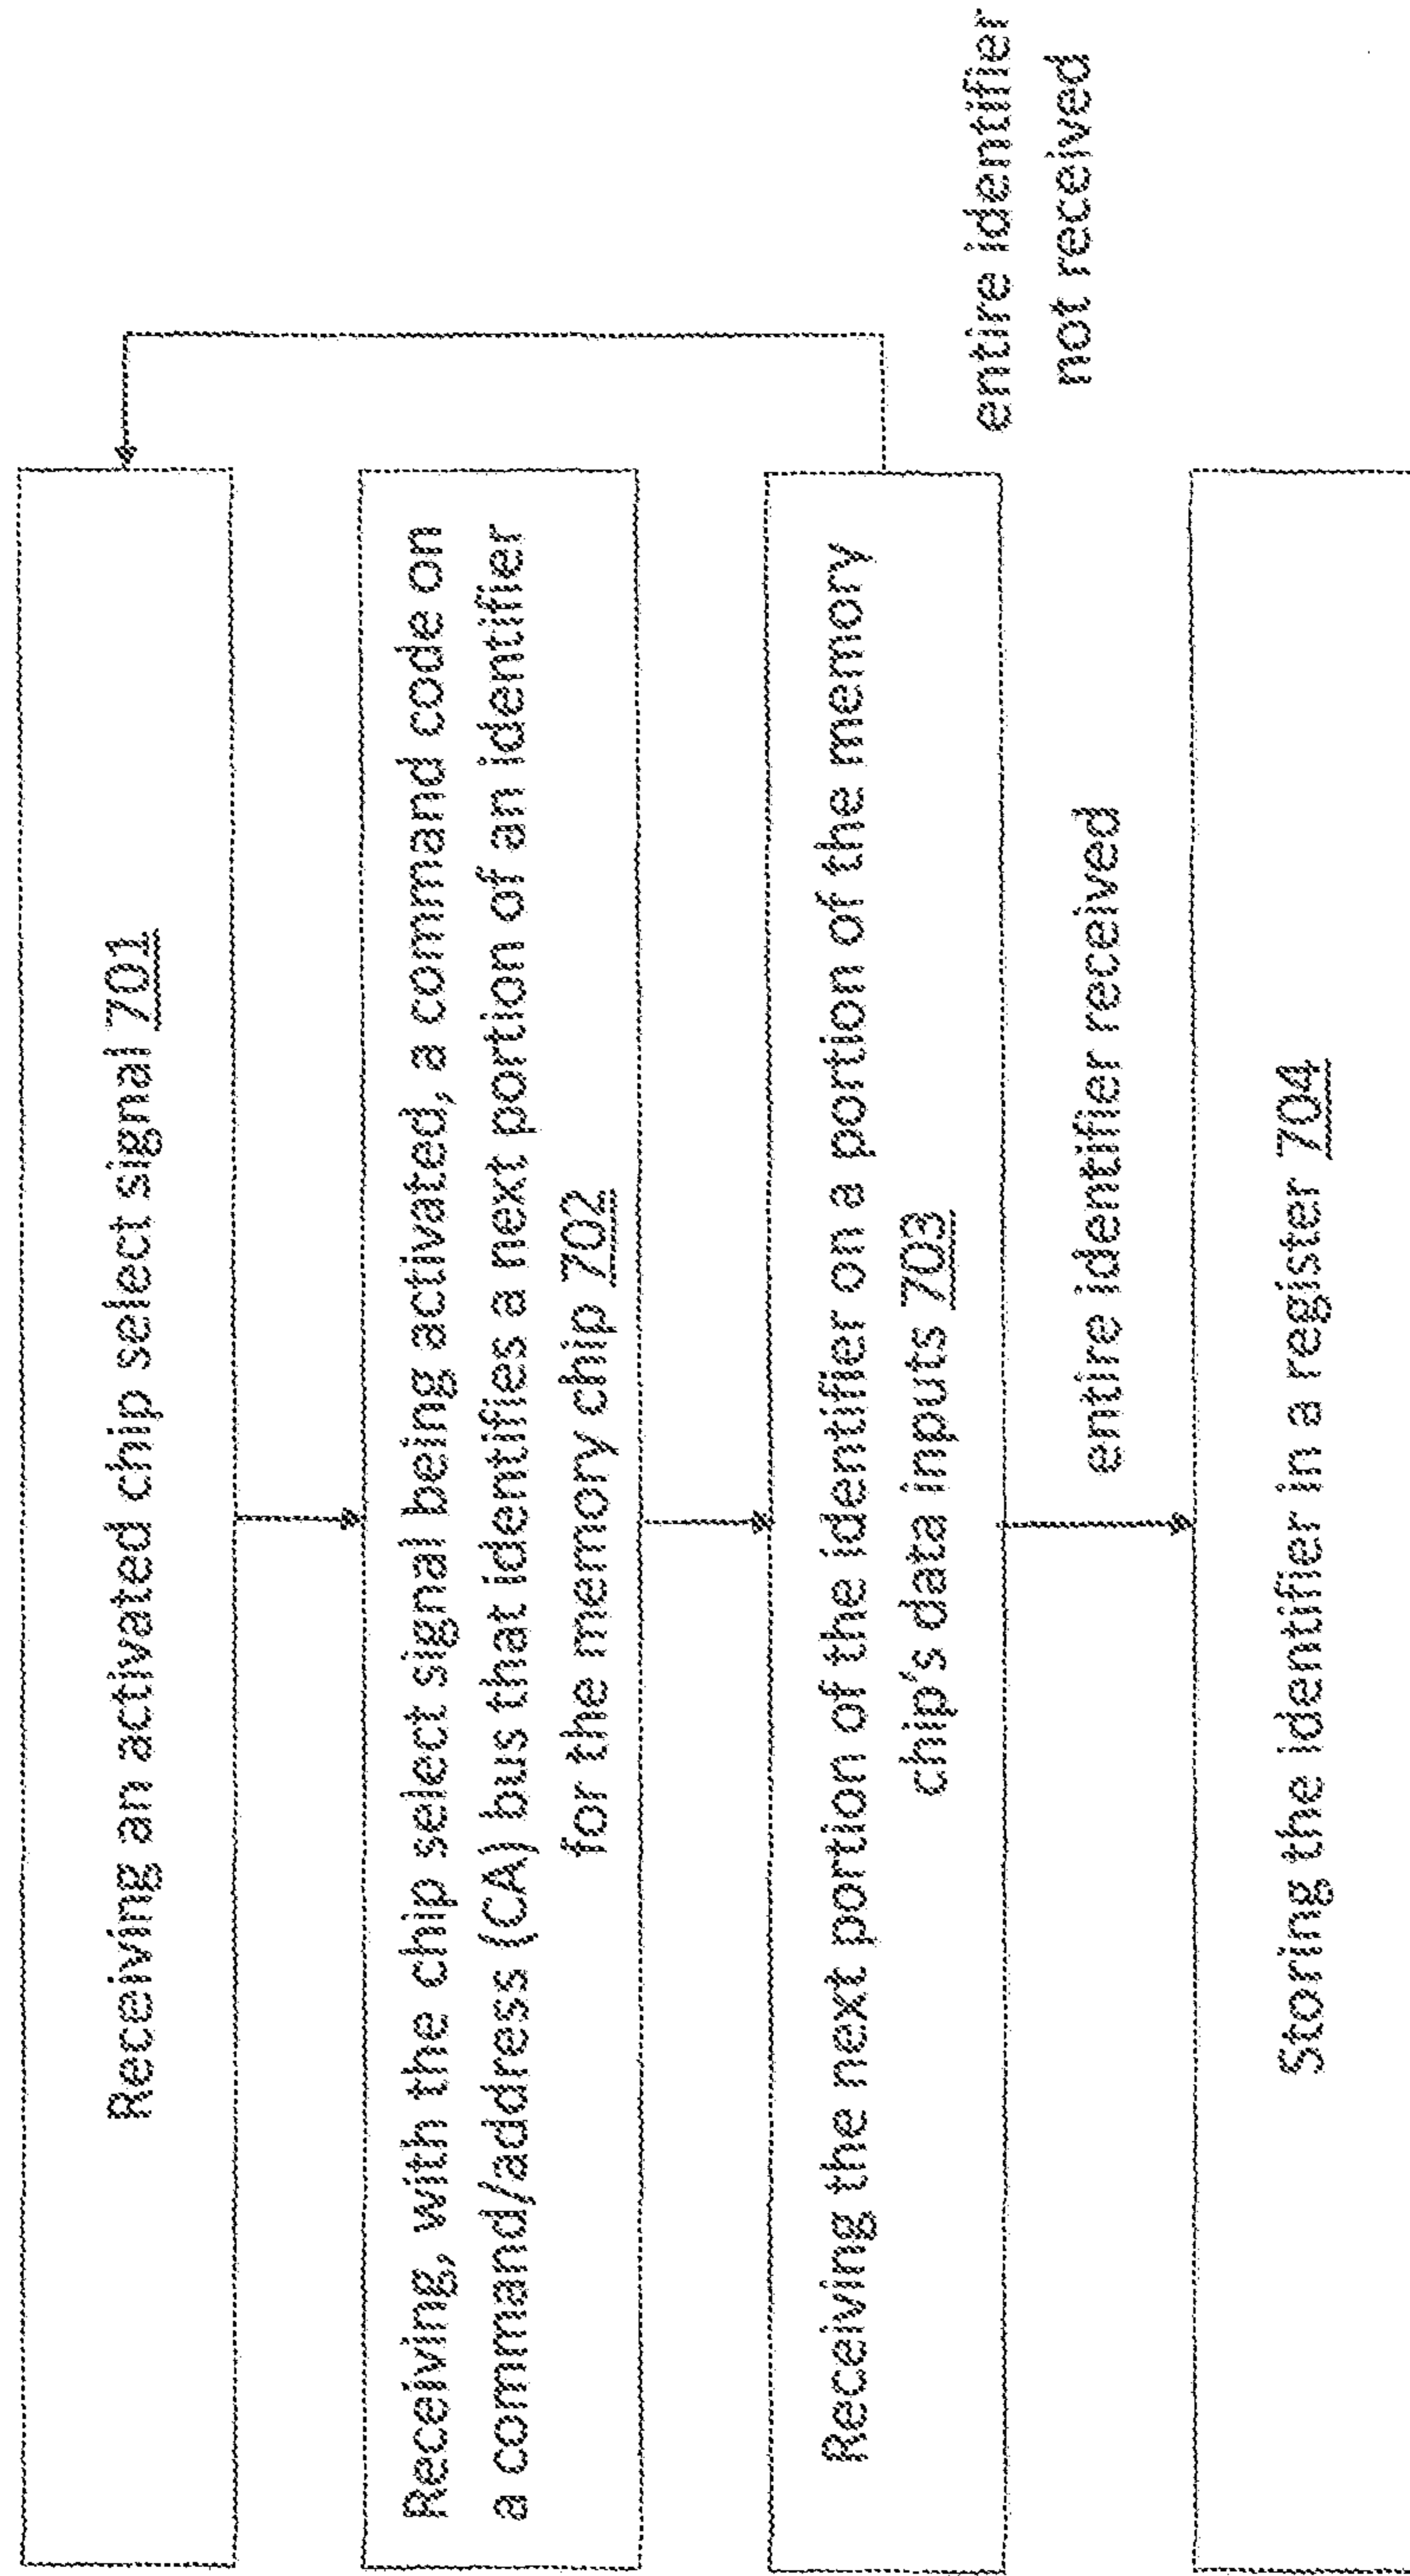 Receiving an activated chip select signal 701
Receiving, with the chip select signal being activated, a command code on
a command/address (CA) bus that identifies a next portion of an identifier
for the memory chip 702
Receiving the next portion of the identifier on a portion of the memory
chip's data inputs 703
entire identifier
not received
entire identifier received
Storing the identifier in a register 704